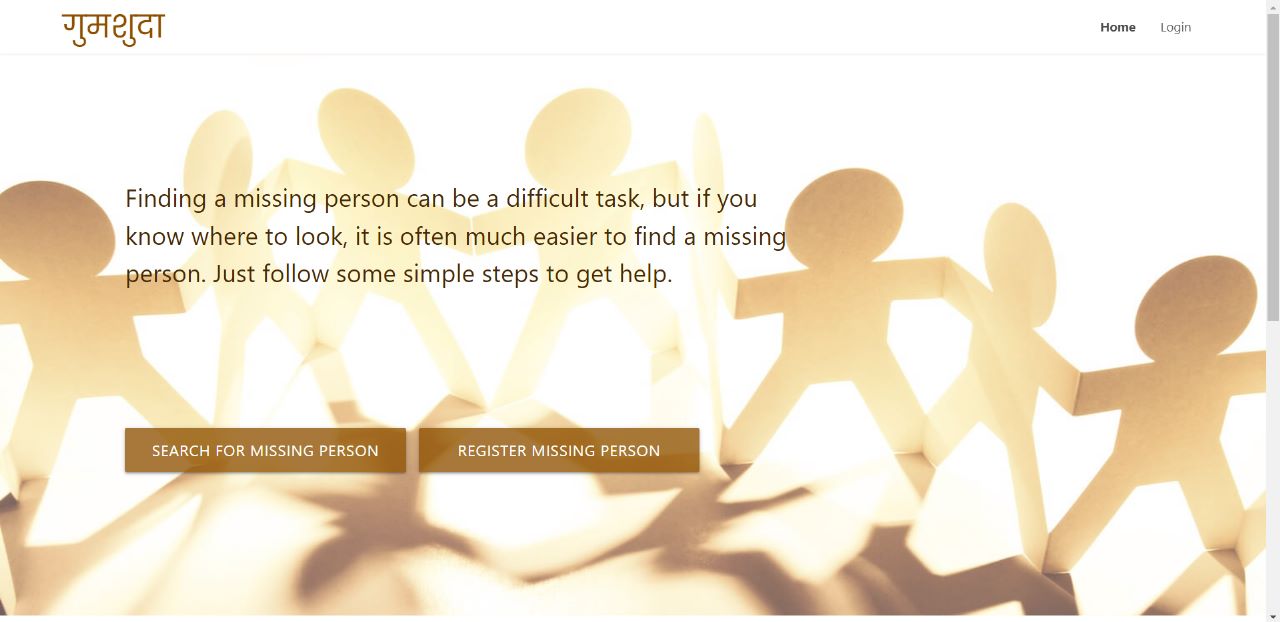 गुमशुदा
Home
Login
Finding a missing person can be a difficult task, but if you
know where to look, it is often much easier to find a missing
person. Just follow some simple steps to get help.
SEARCH FOR MISSING PERSON
REGISTER MISSING PERSON